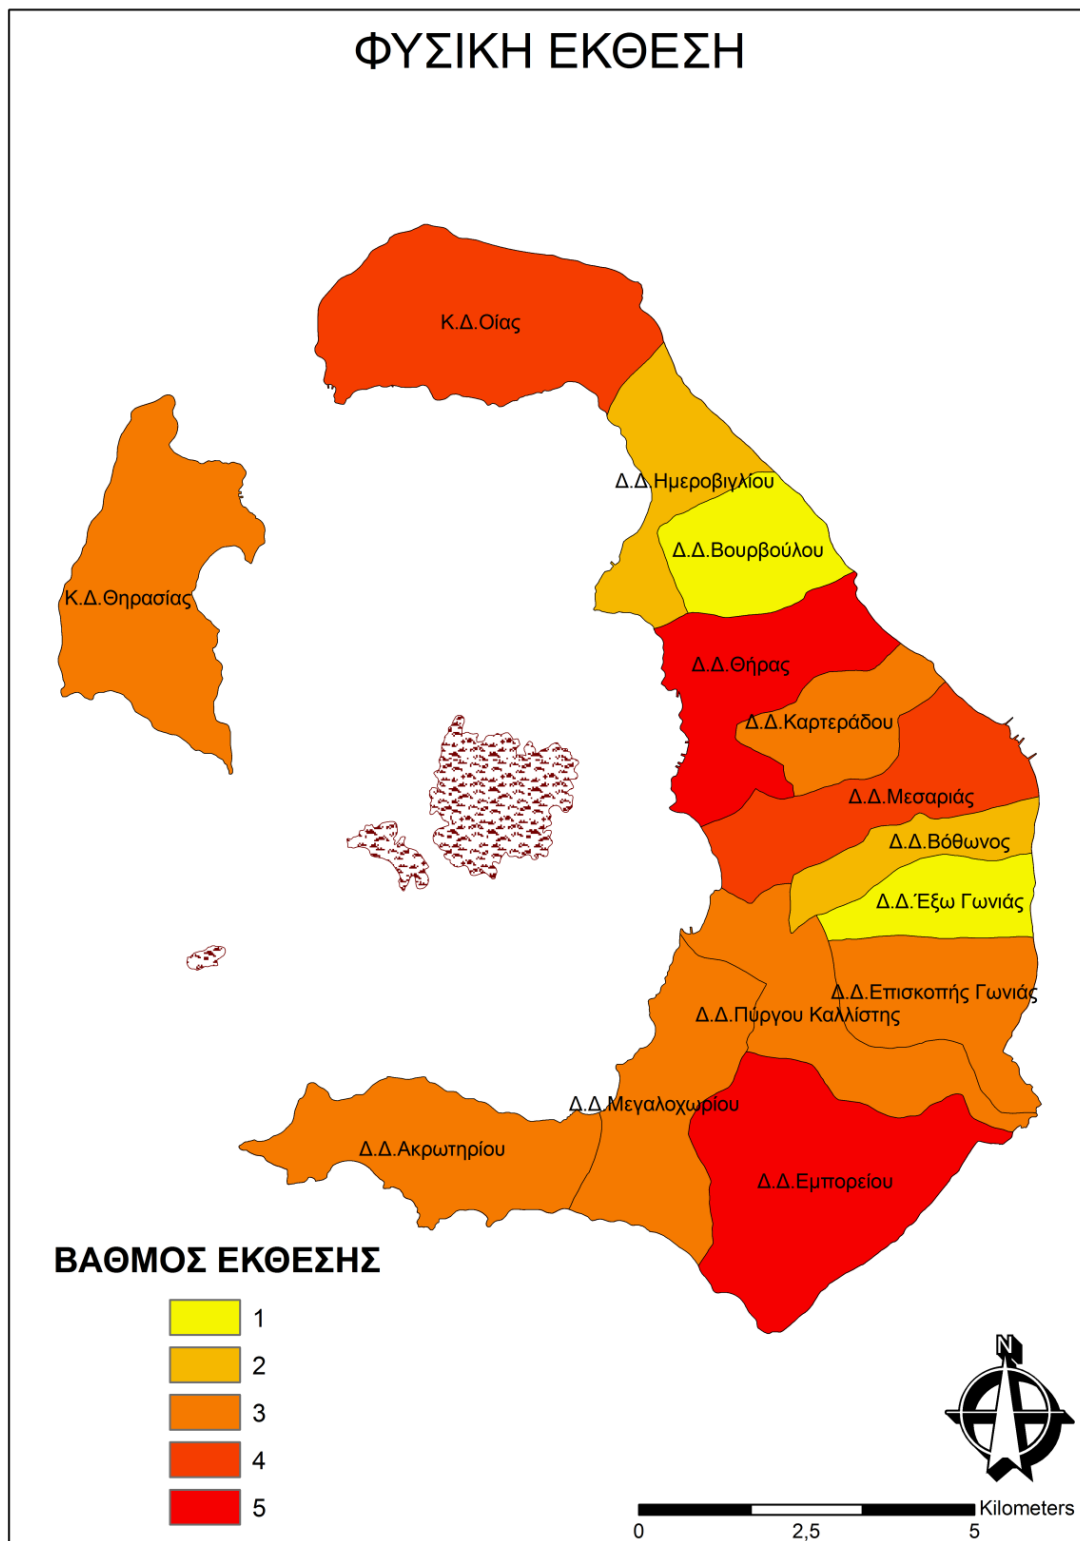 ΦΥΣΙΚΗ ΕΚΘΕΣΗ
Κ.Δ.Οίας
Δ.Δ.Ημεροβιγλίου
Δ.Δ.Βουρβούλου
Κ.Δ.Θηρασίας
Δ.Δ.Θήρας
Δ.Δ.Καρτεράδου
Δ.Δ.Μεσαριάς
Δ.Δ.Βόθωνος
Δ.Δ.Έξω Γωνιάς
Δ.Δ.Επισκοπής Γωνιάς
Δ.Δ.Πύργου Καλλίστης
Δ.Δ.Μεγαλοχωρίου
Δ.Δ.Ακρωτηρίου
Δ.Δ.Εμπορείου
ΒΑΘΜΟΣ ΕΚΘΕΣΗΣ
1
2
3
4
5
N
Kilometers
0 2,5 5